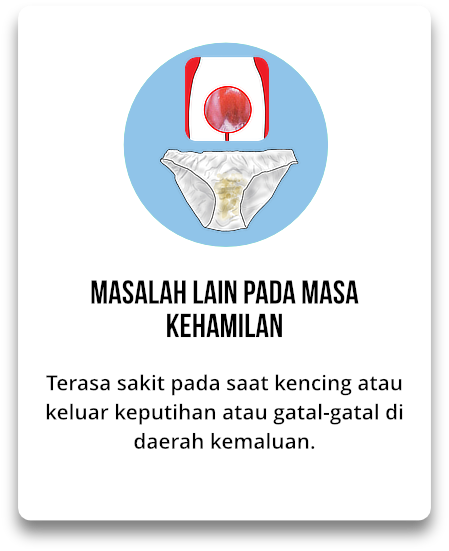 MASALAH LAIN PADA MASA
KEHAMILAN
Terasa sakit pada saat kencing atau
keluar keputihan atau gatal-gatal di
daerah kemaluan.